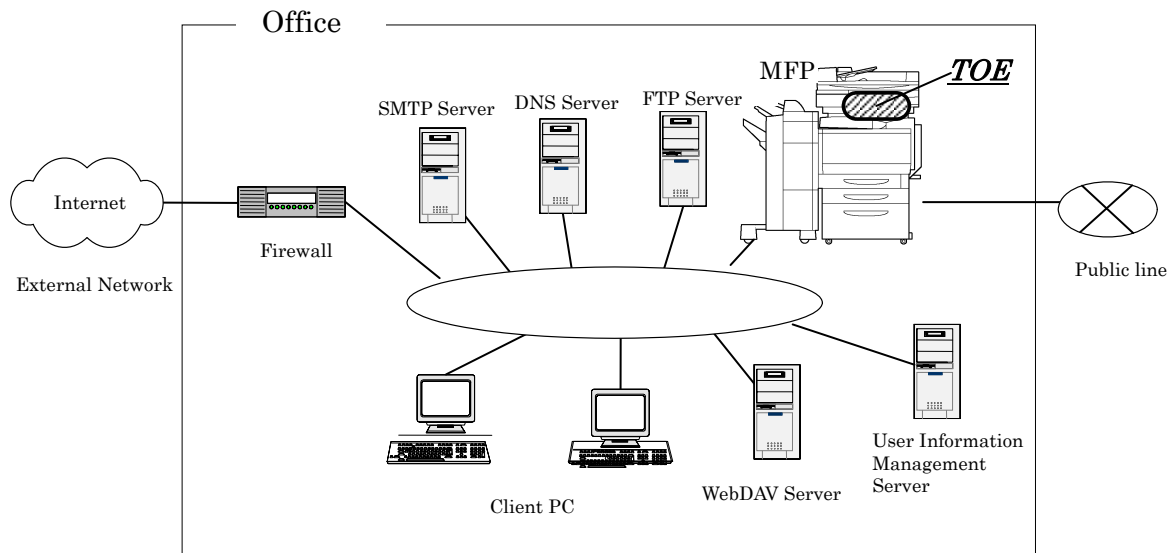 Office
MFP
TOE
SMTP Server
DNS Server
FTP Server
Internet
Firewall
External Network
Public line
Client PC
WebDAV Server
User Information
Management
Server